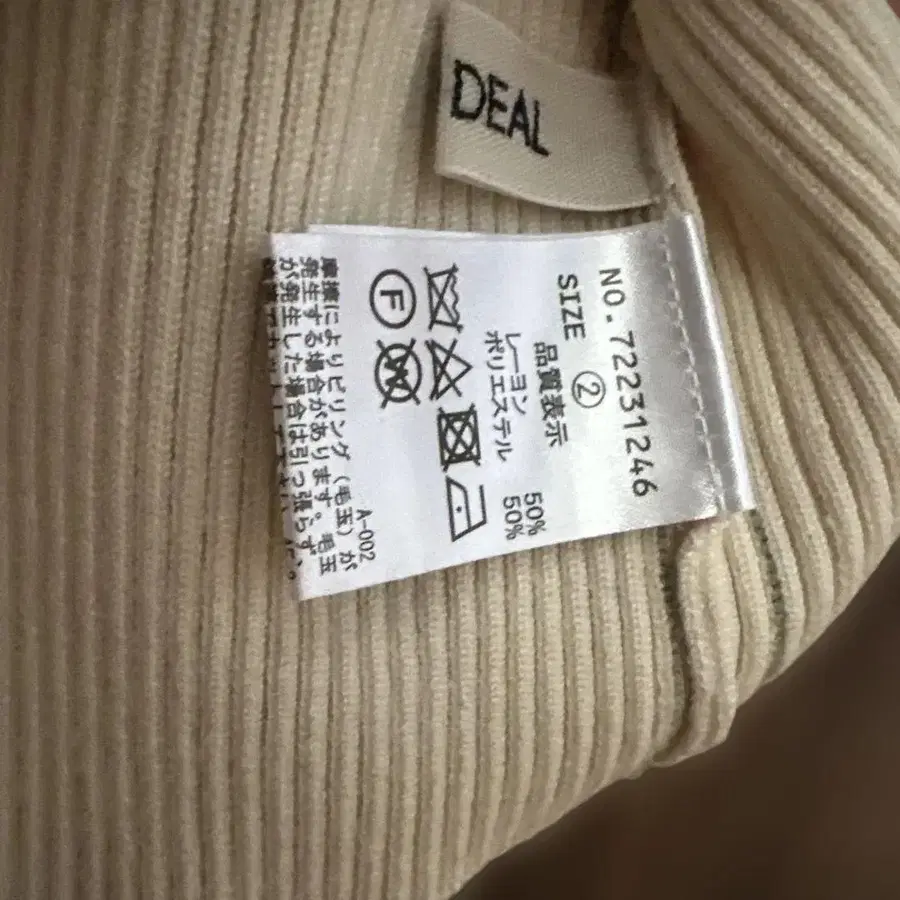 DEAL
NO.72231246
SIZE ②
品質表示
レーヨン 50%
ポリエステル 50%
F
W
A-002
摩擦によりピリング(毛玉)が
発生する場合があります。毛玉
が発生した場合は引っ張らず、